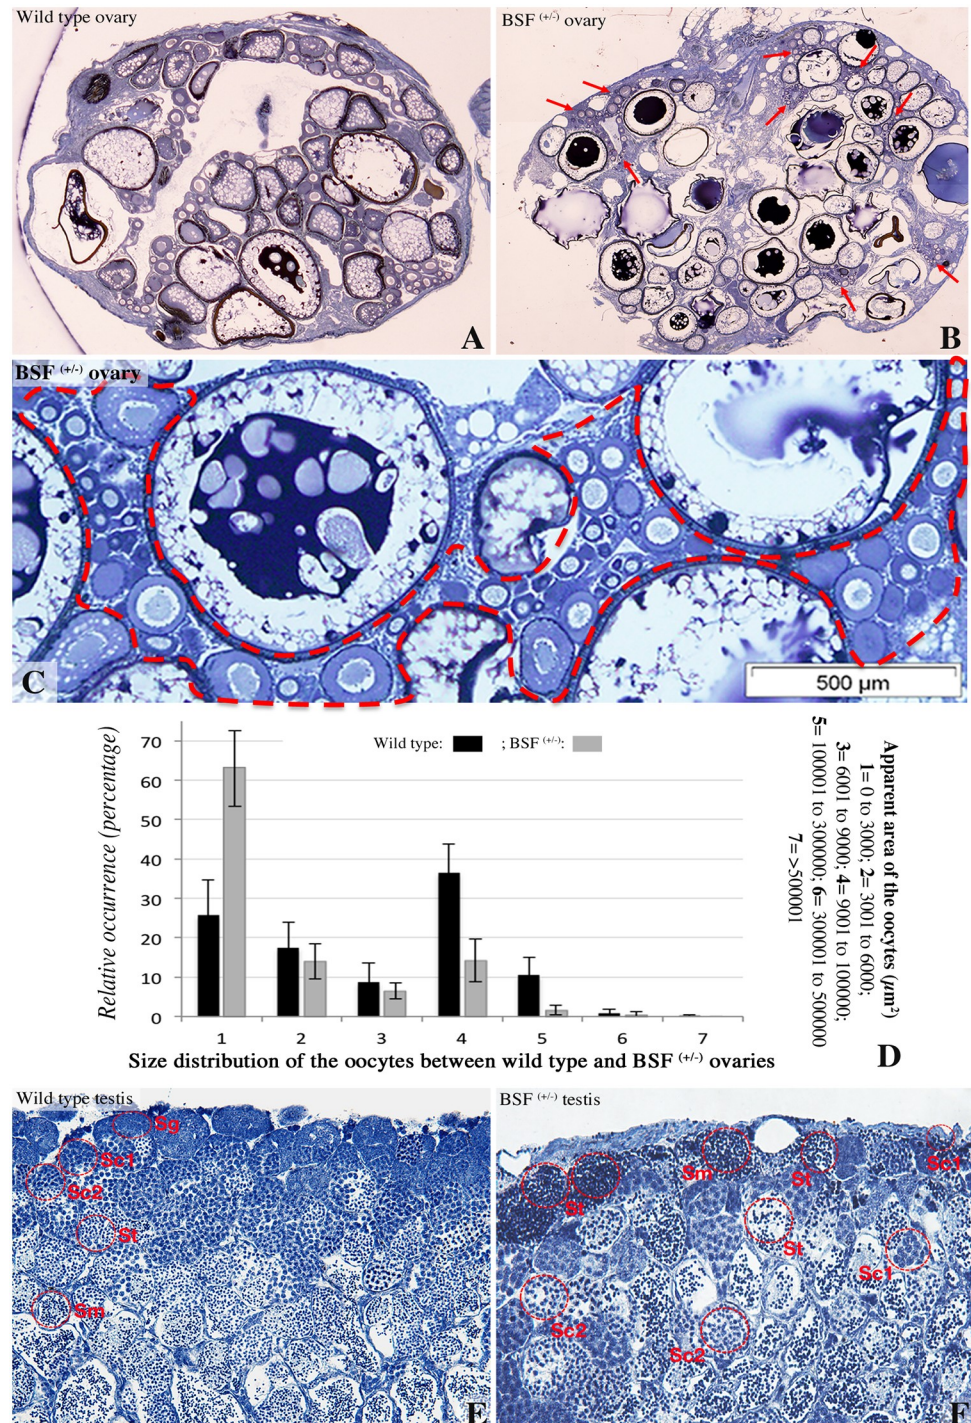 Wild type ovary
A
BSF (+/-) ovary
B
BSF (+/-) ovary
C
500 µm
Wild type: ; BSF (+/-):
Relative occurrence (percentage)
70
60
50
40
30
20
10
0
1 2 3 4 5 6 7
Size distribution of the oocytes between wild type and BSF (+/-) ovaries
Apparent area of the oocytes (µm²)
1= 0 to 3000; 2= 3001 to 6000;
3= 6001 to 9000; 4= 9001 to 100000;
5= 100001 to 300000; 6= 300001 to 500000
7= >500001
D
Wild type testis
Sg
Sc1
Sc2
St
Sm
E
BSF (+/-) testis
Sm
St
Sc1
St
St
Sc1
Sc2
Sc2